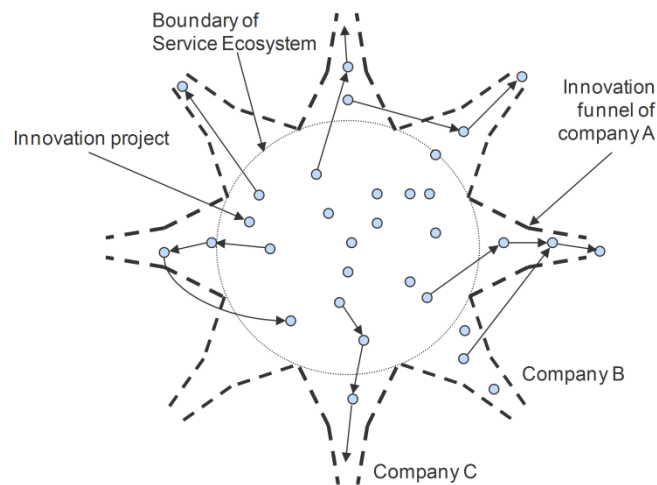 Boundary of
Service Ecosystem
Innovation
funnel of
company A
Innovation project
Company B
Company C